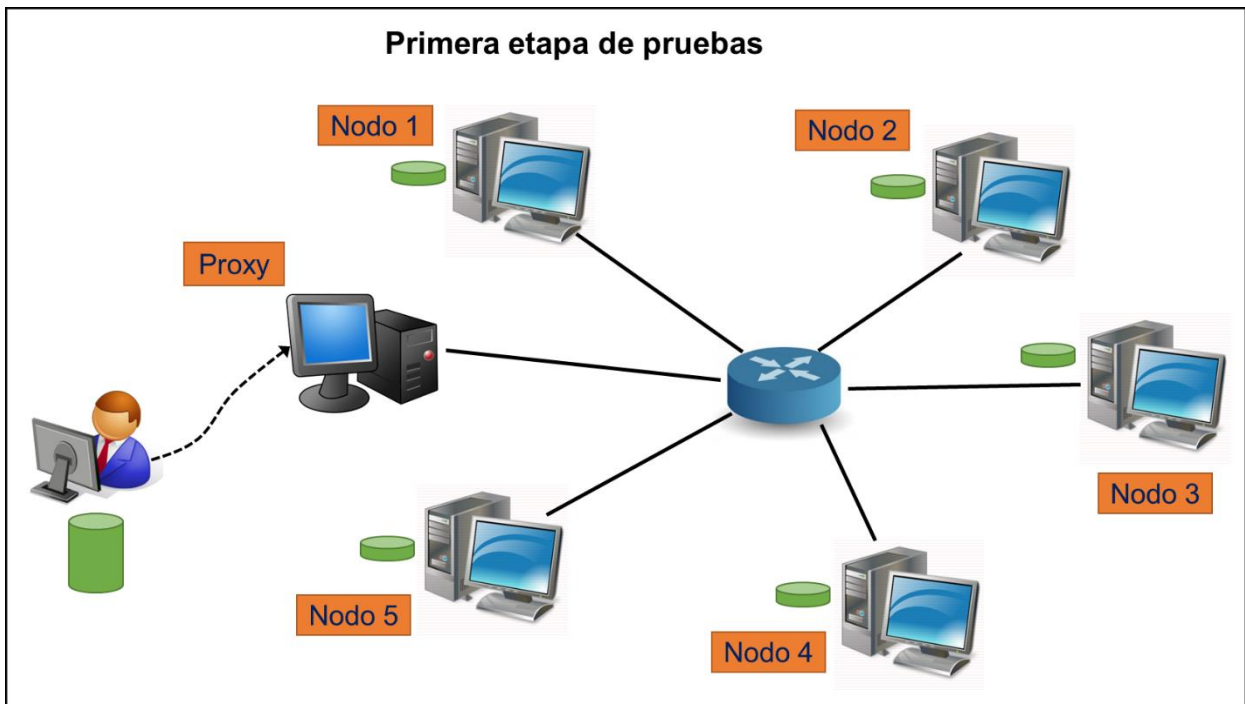 Primera etapa de pruebas
Nodo 1
Nodo 2
Proxy
Nodo 3
Nodo 5
Nodo 4